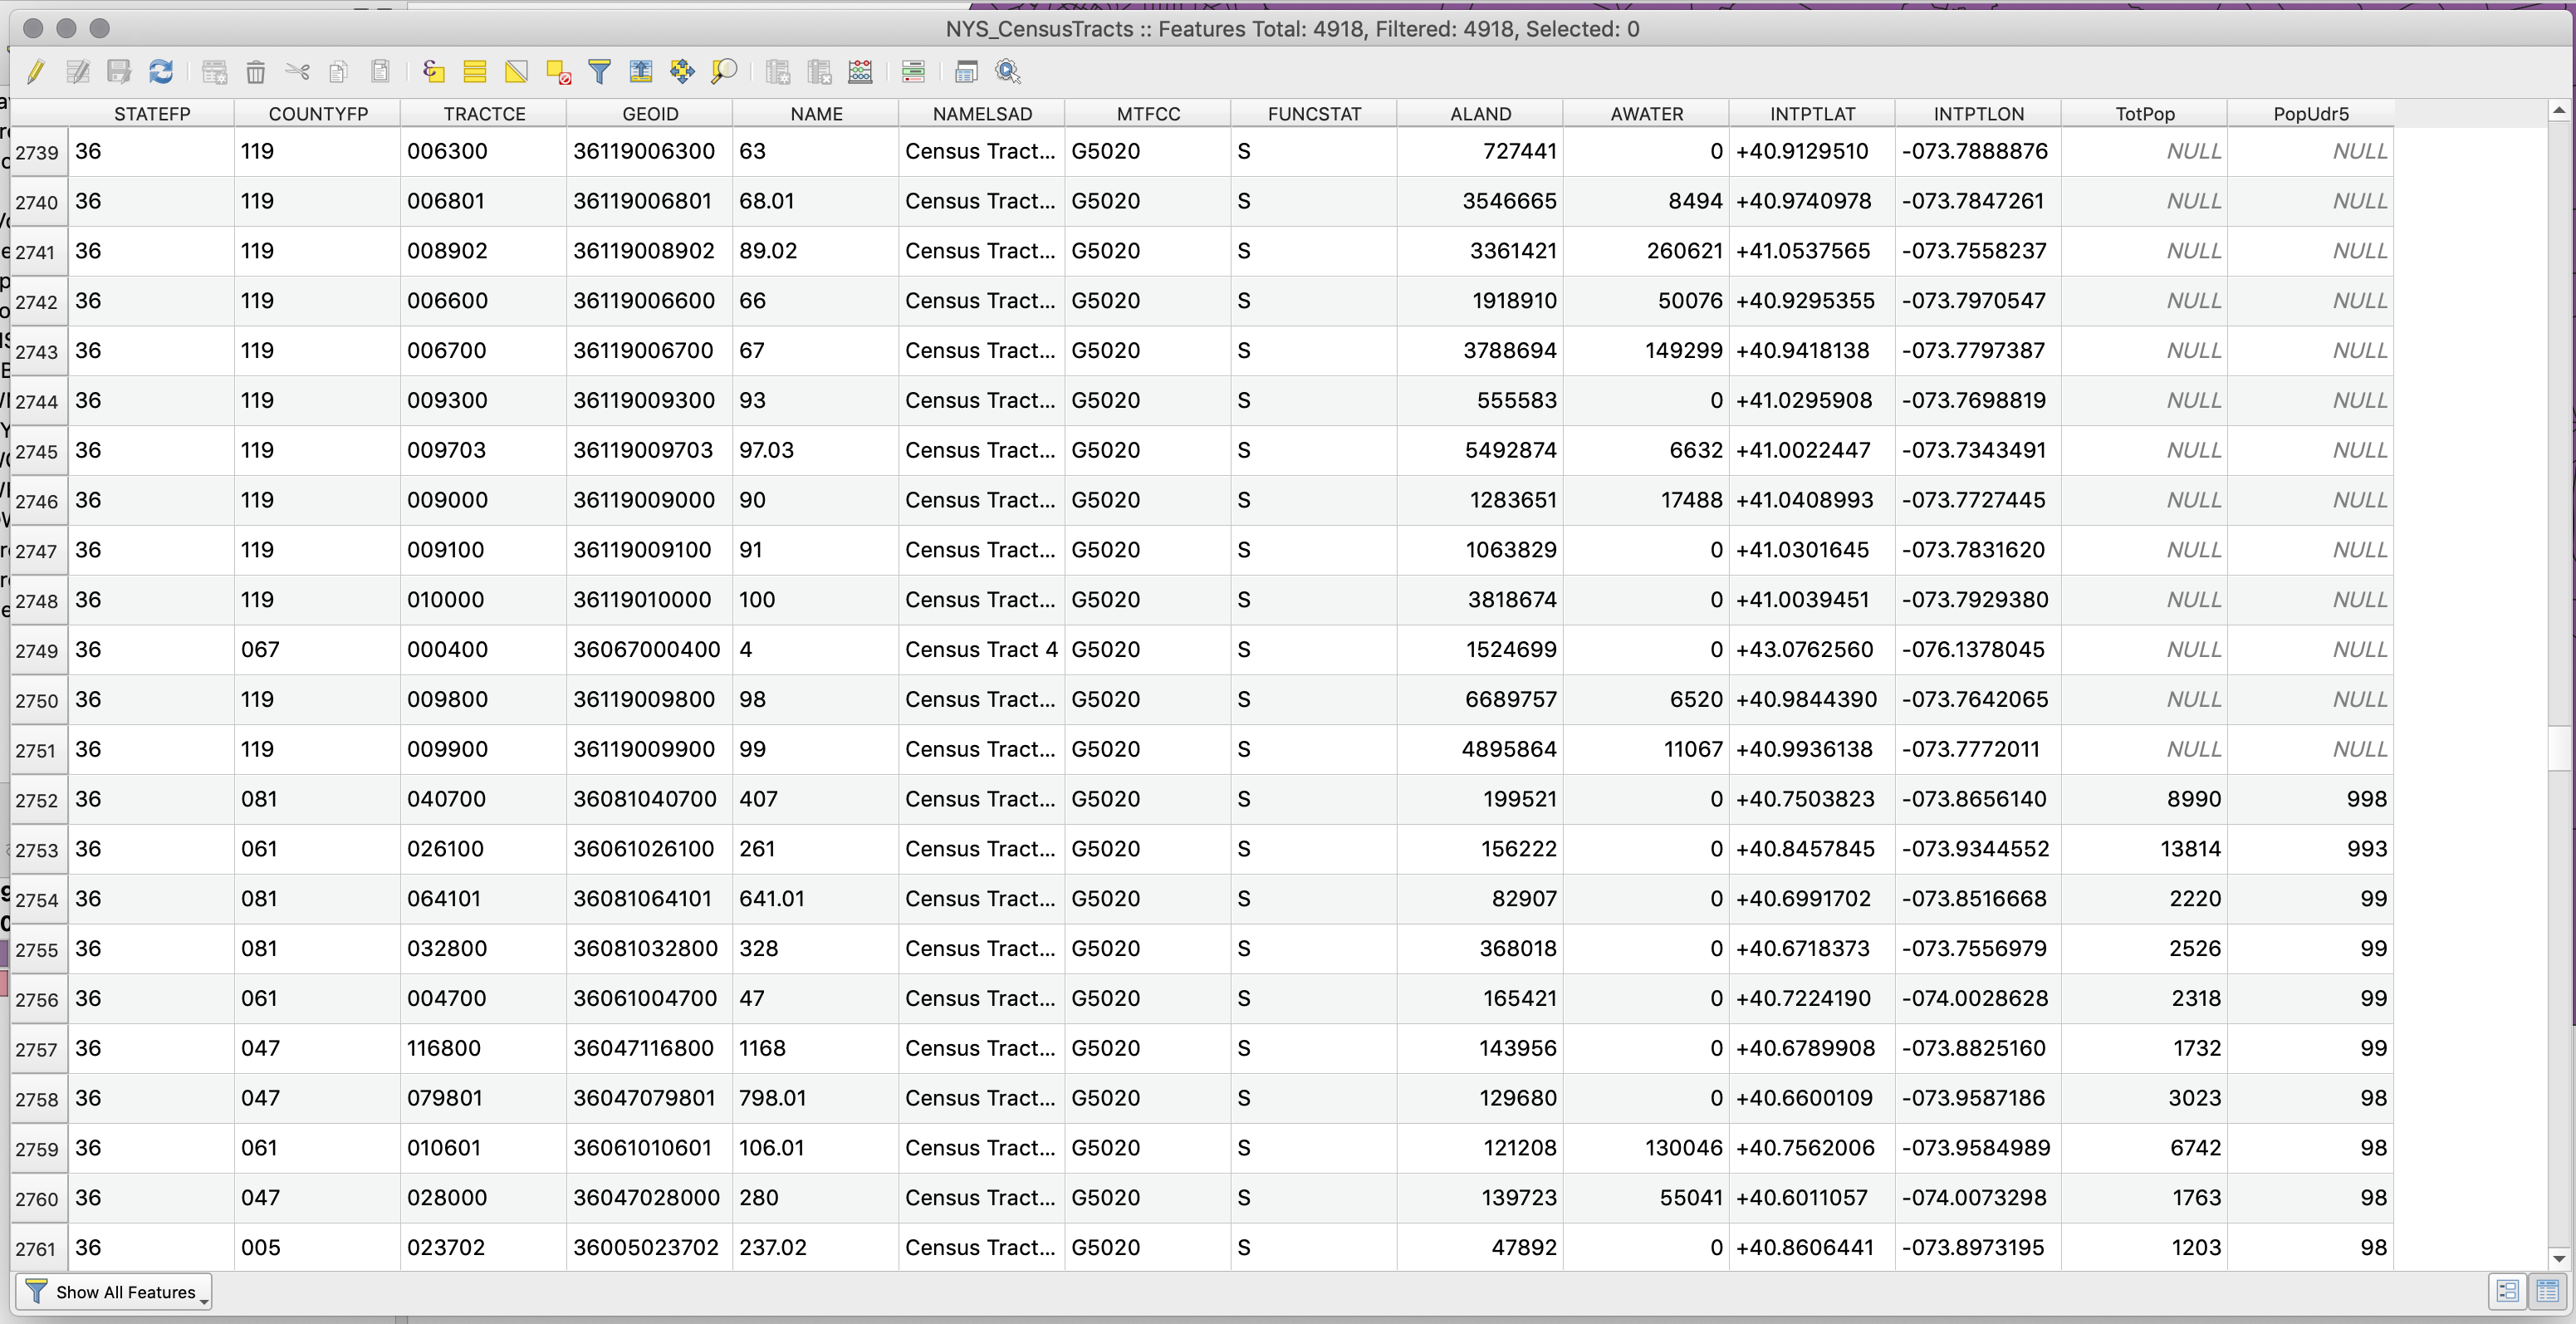 NYS_CensusTracts :: Features Total: 4918, Filtered: 4918, Selected: 0
STATEFP COUNTYFP TRACTCE GEOID NAME NAMELSAD MTFCC FUNCSTAT ALAND AWATER INTPTLAT INTPTLON TotPop PopUdr5
2739 36 119 006300 36119006300 63 Census Tract... G5020 S 727441 0 +40.9129510 -073.7888876 NULL NULL
2740 36 119 006801 36119006801 68.01 Census Tract... G5020 S 3546665 8494 +40.9740978 -073.7847261 NULL NULL
2741 36 119 008902 36119008902 89.02 Census Tract... G5020 S 3361421 260621 +41.0537565 -073.7558237 NULL NULL
2742 36 119 006600 36119006600 66 Census Tract... G5020 S 1918910 50076 +40.9295355 -073.7970547 NULL NULL
2743 36 119 006700 36119006700 67 Census Tract... G5020 S 3788694 149299 +40.9418138 -073.7797387 NULL NULL
2744 36 119 009300 36119009300 93 Census Tract... G5020 S 555583 0 +41.0295908 -073.7698819 NULL NULL
2745 36 119 009703 36119009703 97.03 Census Tract... G5020 S 5492874 6632 +41.0022447 -073.7343491 NULL NULL
2746 36 119 009000 36119009000 90 Census Tract... G5020 S 1283651 17488 +41.0408993 -073.7727445 NULL NULL
2747 36 119 009100 36119009100 91 Census Tract... G5020 S 1063829 0 +41.0301645 -073.7831620 NULL NULL
2748 36 119 010000 36119010000 100 Census Tract... G5020 S 3818674 0 +41.0039451 -073.7929380 NULL NULL
2749 36 067 000400 36067000400 4 Census Tract 4 G5020 S 1524699 0 +43.0762560 -076.1378045 NULL NULL
2750 36 119 009800 36119009800 98 Census Tract... G5020 S 6689757 6520 +40.9844390 -073.7642065 NULL NULL
2751 36 119 009900 36119009900 99 Census Tract... G5020 S 4895864 11067 +40.9936138 -073.7772011 NULL NULL
2752 36 081 040700 36081040700 407 Census Tract... G5020 S 199521 0 +40.7503823 -073.8656140 8990 998
2753 36 061 026100 36061026100 261 Census Tract... G5020 S 156222 0 +40.8457845 -073.9344552 13814 993
2754 36 081 064101 36081064101 641.01 Census Tract... G5020 S 82907 0 +40.6991702 -073.8516668 2220 99
2755 36 081 032800 36081032800 328 Census Tract... G5020 S 368018 0 +40.6718373 -073.7556979 2526 99
2756 36 061 004700 36061004700 47 Census Tract... G5020 S 165421 0 +40.7224190 -074.0028628 2318 99
2757 36 047 116800 36047116800 1168 Census Tract... G5020 S 143956 0 +40.6789908 -073.8825160 1732 99
2758 36 047 079801 36047079801 798.01 Census Tract... G5020 S 129680 0 +40.6600109 -073.9587186 3023 98
2759 36 061 010601 36061010601 106.01 Census Tract... G5020 S 121208 130046 +40.7562006 -073.9584989 6742 98
2760 36 047 028000 36047028000 280 Census Tract... G5020 S 139723 55041 +40.6011057 -074.0073298 1763 98
2761 36 005 023702 36005023702 237.02 Census Tract... G5020 S 47892 0 +40.8606441 -073.8973195 1203 98
Show All Features